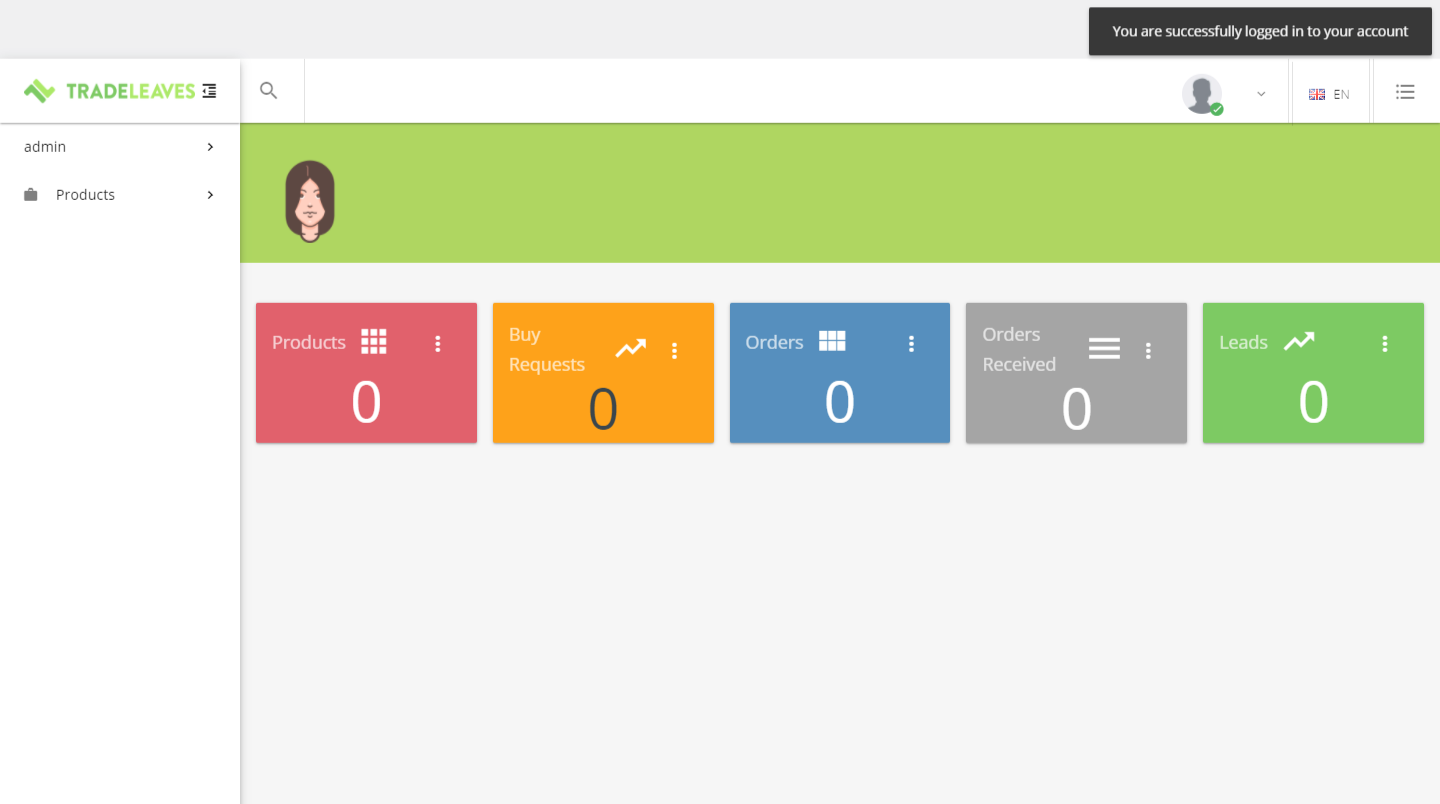 You are successfully logged in to your account
TRADELEAVES
EN
admin
Products
Products
0
Buy
Requests
0
Orders
0
Orders
Received
0
Leads
0